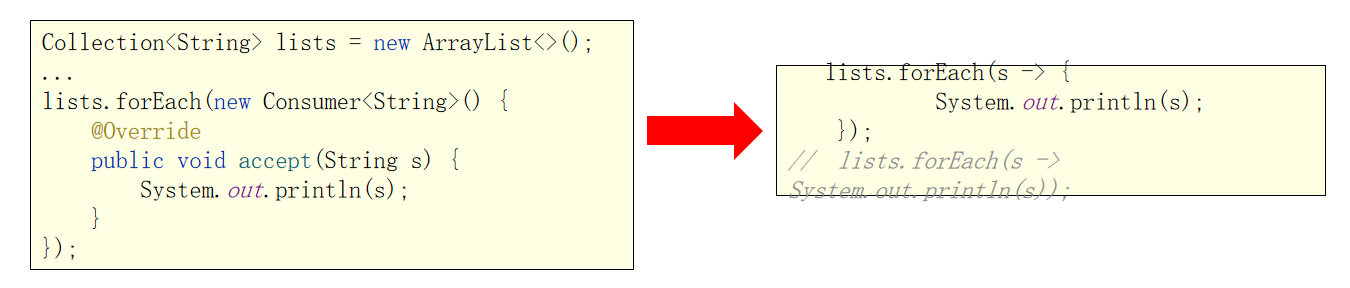 Collection<String> lists = new ArrayList<>();
...
lists.forEach(new Consumer<String>() {
    @Override
    public void accept(String s) {
        System.out.println(s);
    }
});
lists.forEach(s -> {
        System.out.println(s);
});
//  lists.forEach(s ->
System.out.println(s));